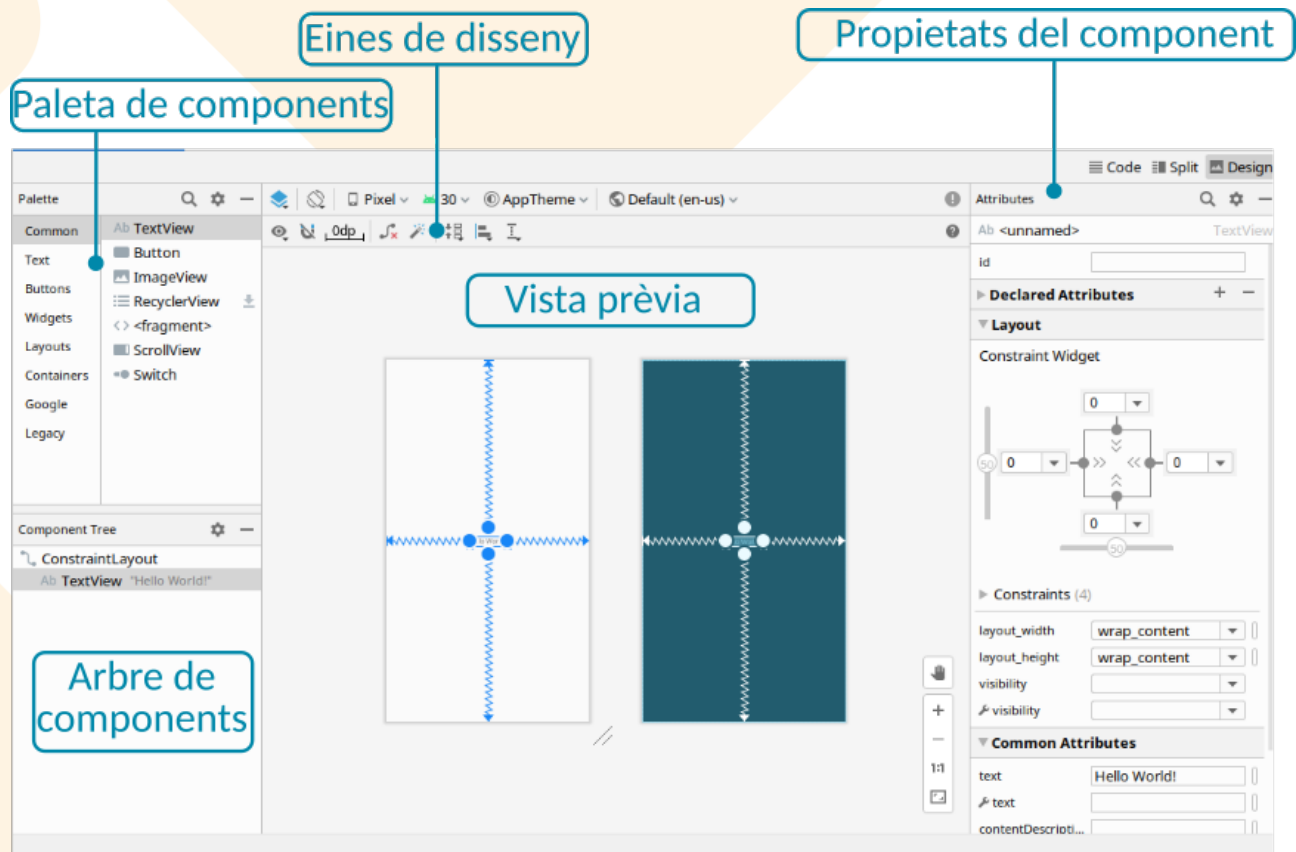 Eines de disseny
Propietats del component
Paleta de components
Code Split Design
Palette
Pixel 30 AppTheme Default (en-us)
Attributes
Common
Text
Buttons
Widgets
Layouts
Containers
Google
Legacy
Ab TextView
Button
ImageView
RecyclerView
<> <fragment>
ScrollView
Switch
0dp
Vista prèvia
Component Tree
ConstraintLayout
Ab TextView "Hello World!"
Arbre de
components
1:1
Ab <unnamed> TextView
id
Declared Attributes + −
Layout
Constraint Widget
0
50 0 0
0
50
Constraints (4)
layout_width wrap_content
layout_height wrap_content
visibility
visibility
Common Attributes
text Hello World!
text
contentDescripti...